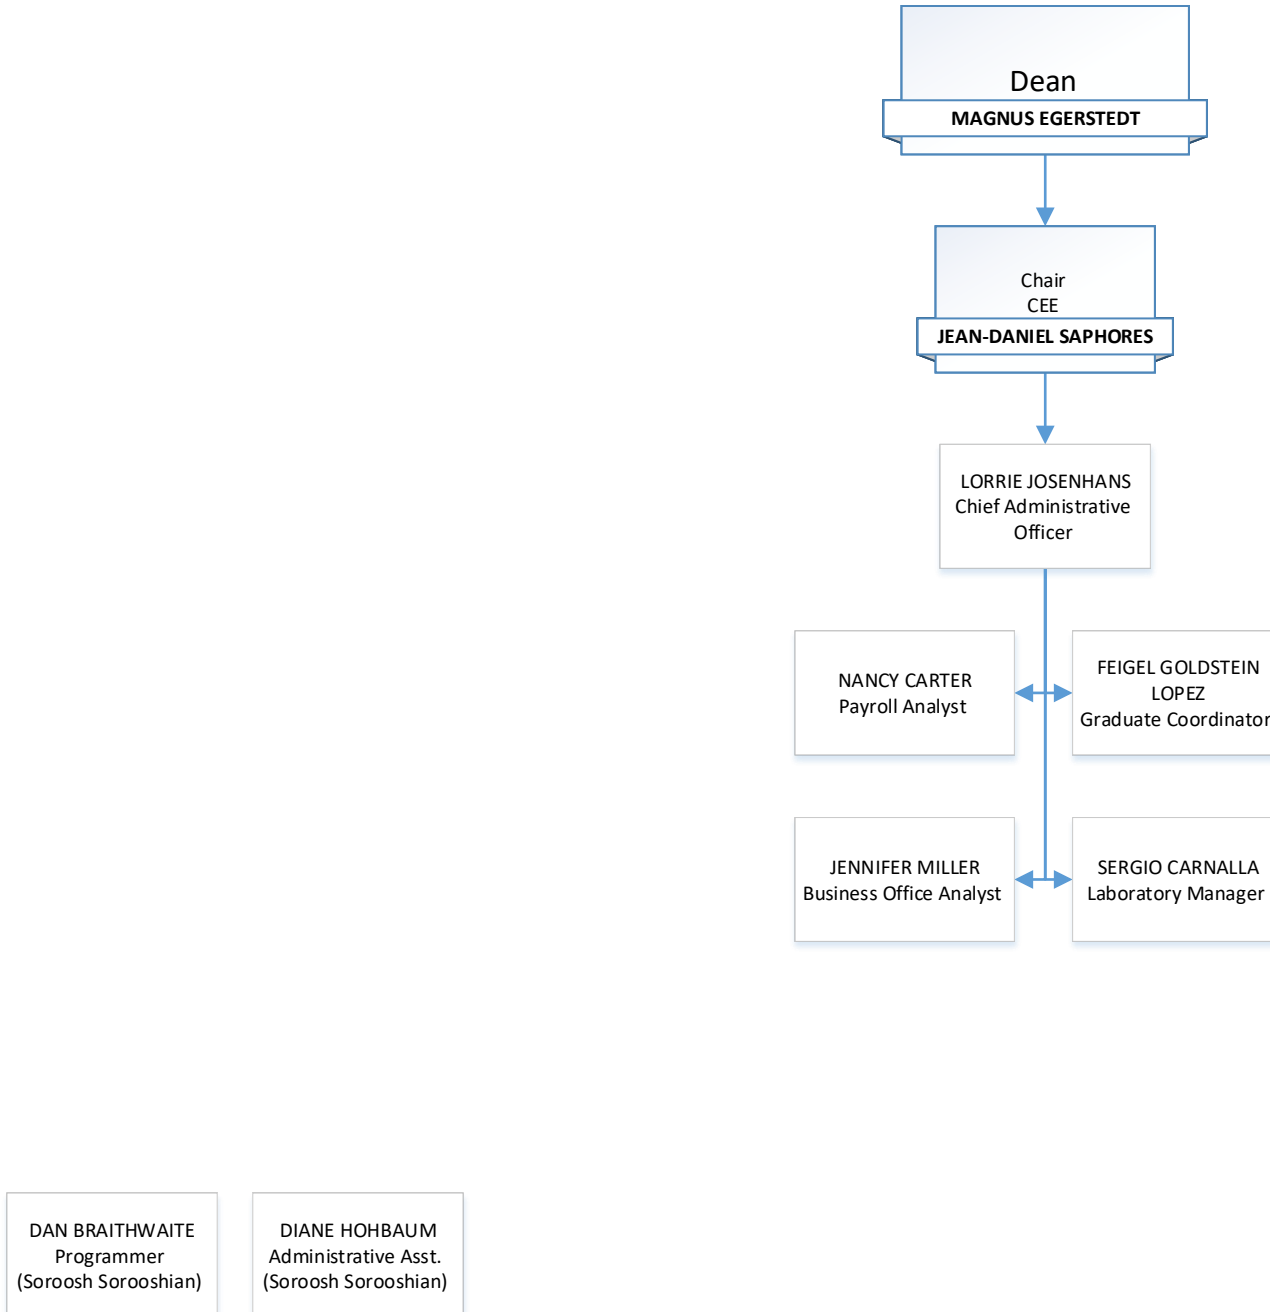 Dean
MAGNUS EGERSTEDT
Chair
CEE
JEAN-DANIEL SAPHORES
LORRIE JOSENHANS
Chief Administrative
Officer
NANCY CARTER
Payroll Analyst
FEIGEL GOLDSTEIN
LOPEZ
Graduate Coordinator
JENNIFER MILLER
Business Office Analyst
SERGIO CARNALLA
Laboratory Manager
DAN BRAITHWAITE
Programmer
(Soroosh Sorooshian)
DIANE HOHBAUM
Administrative Asst.
(Soroosh Sorooshian)